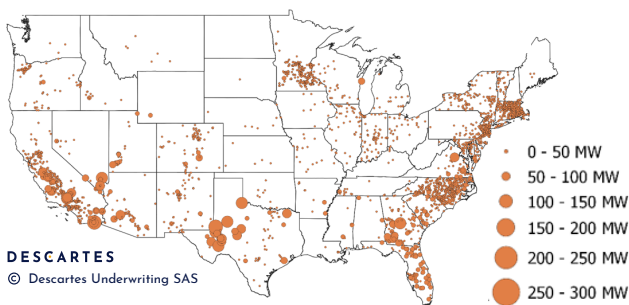 0 - 50 MW
50 - 100 MW
100 - 150 MW
150 - 200 MW
200 - 250 MW
250 - 300 MW
DESCARTES
© Descartes Underwriting SAS